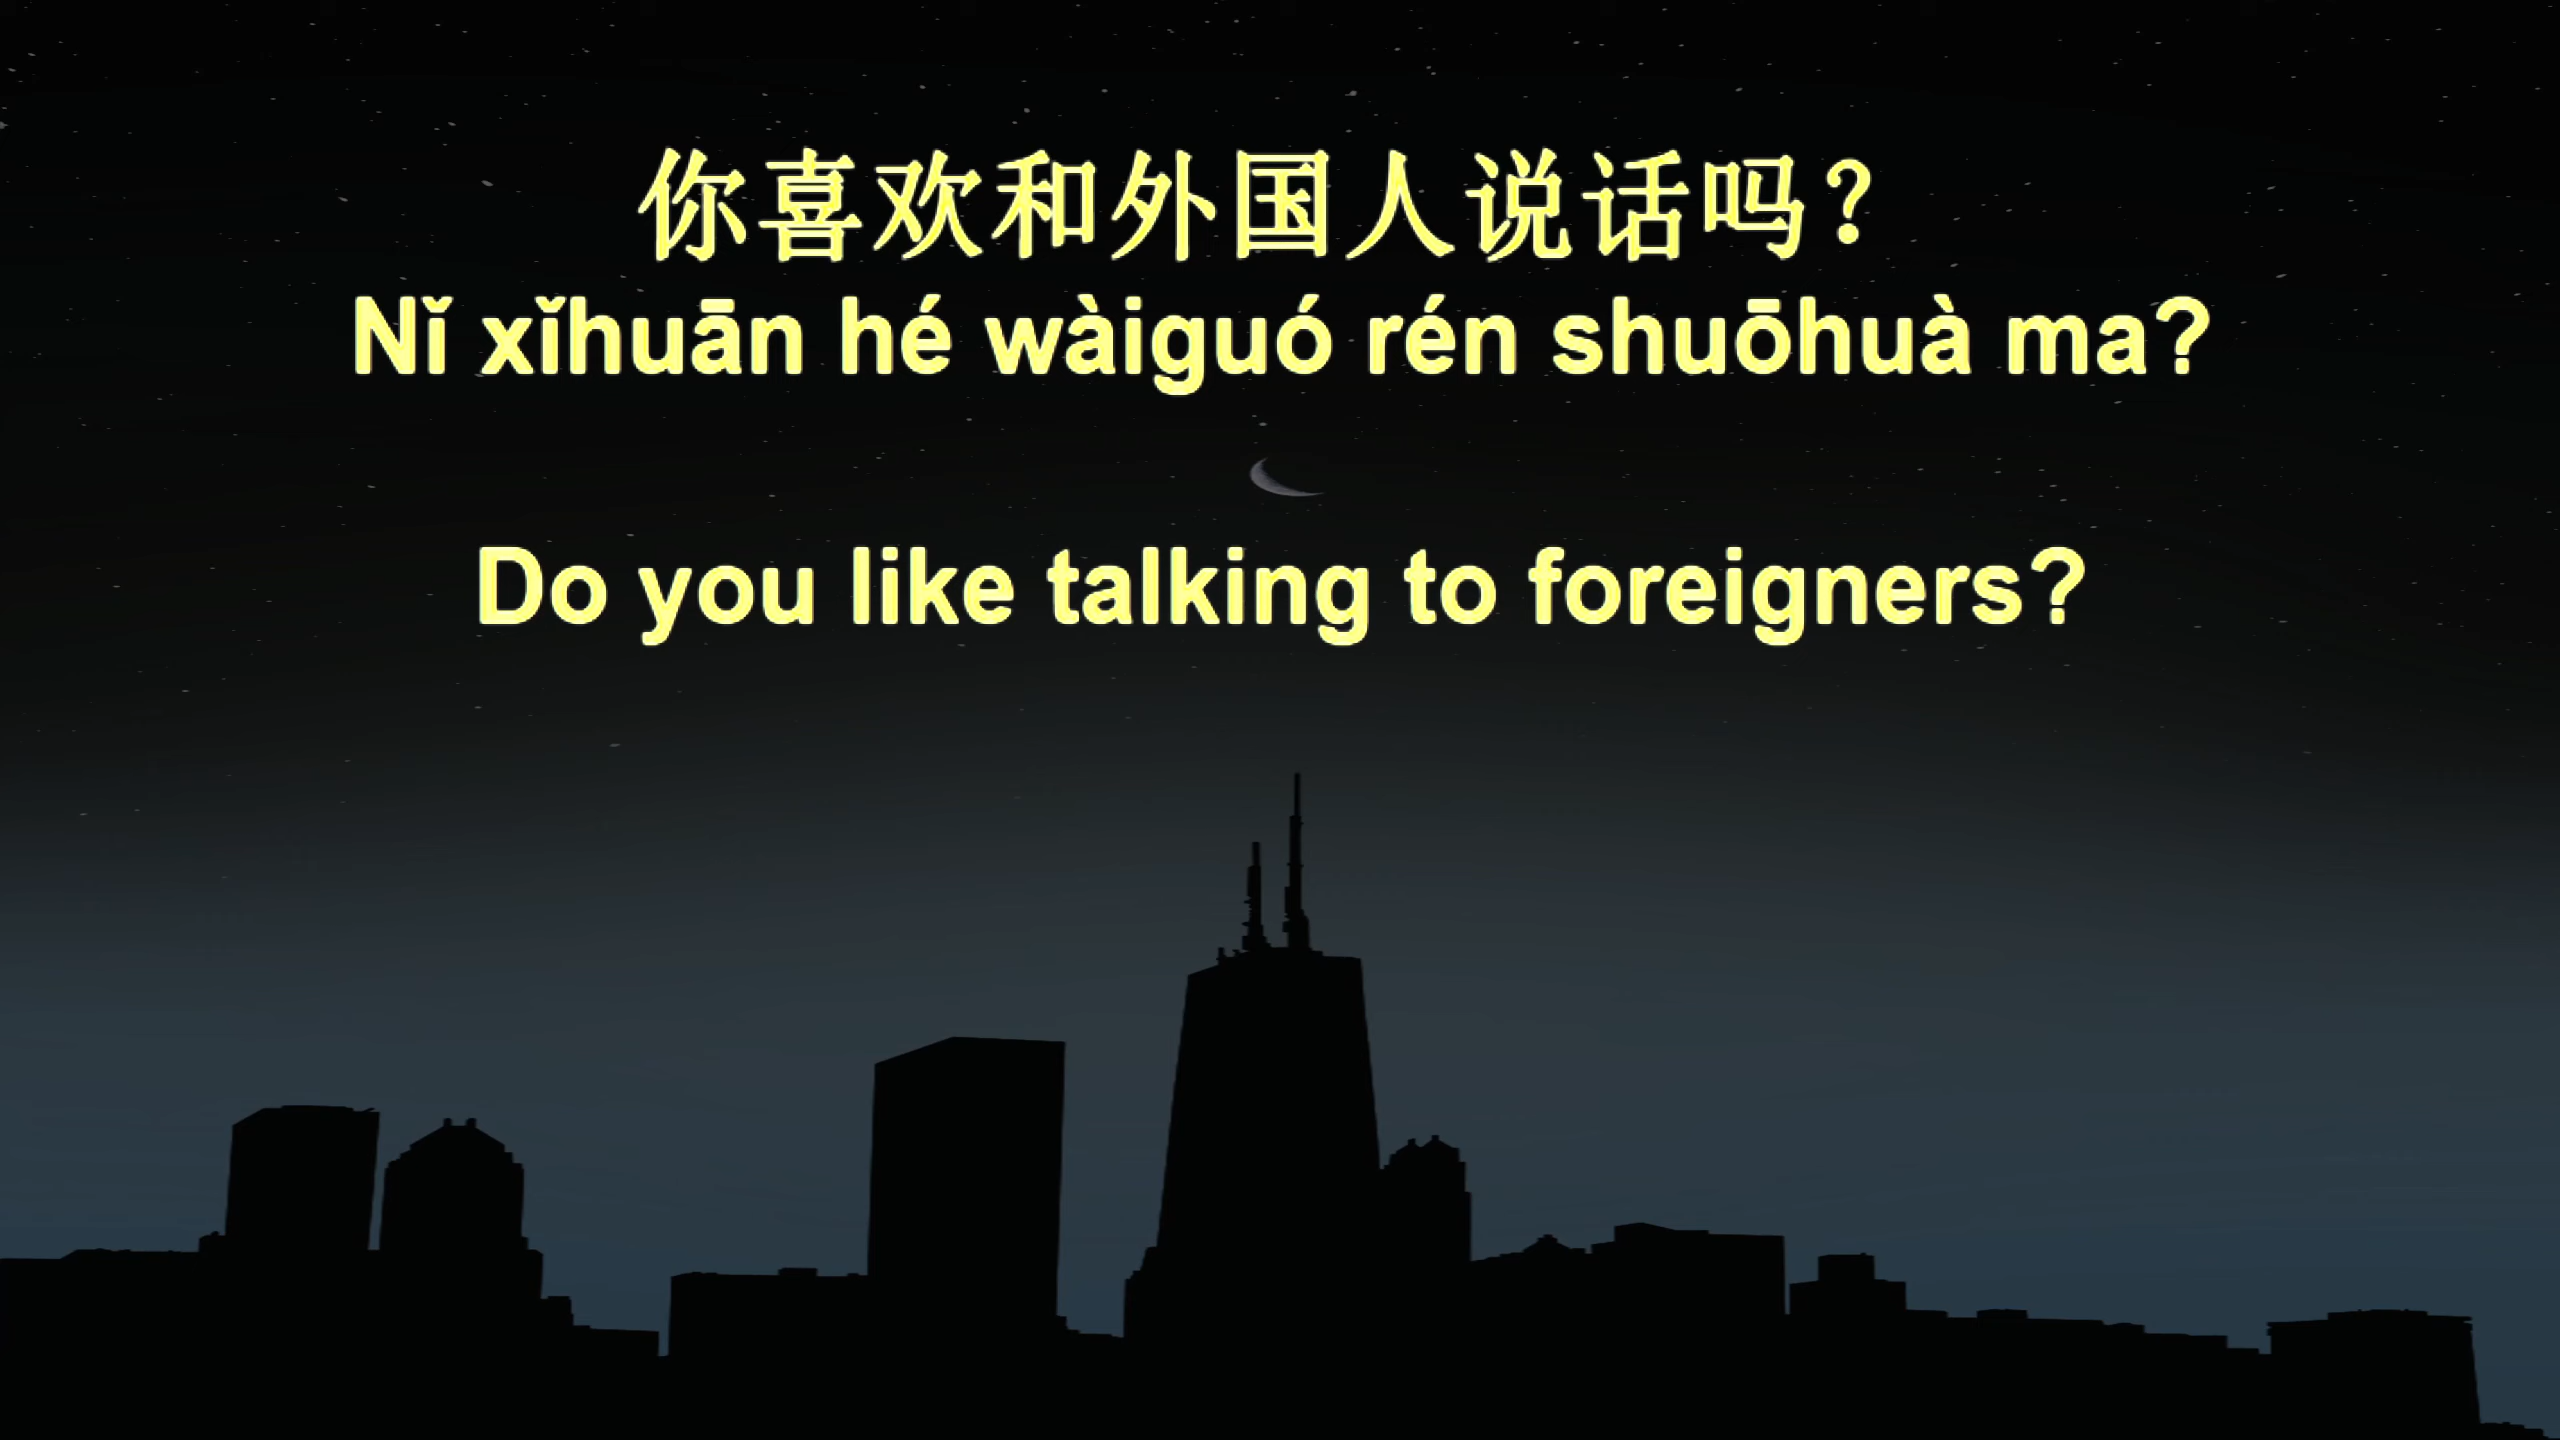 你喜欢和外国人说话吗？
Nǐ xǐhuān hé wàiguó rén shuōhuà ma?
Do you like talking to foreigners?